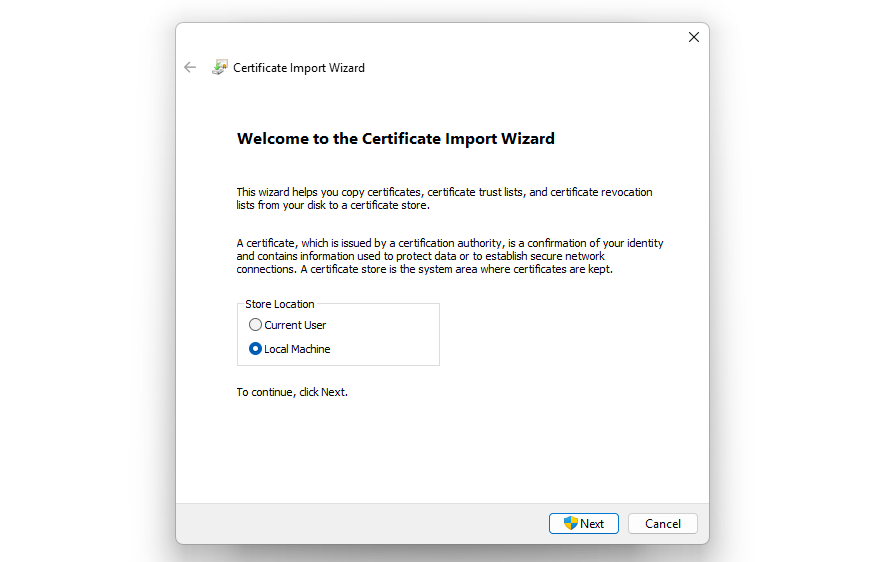 Certificate Import Wizard
Welcome to the Certificate Import Wizard
This wizard helps you copy certificates, certificate trust lists, and certificate revocation
lists from your disk to a certificate store.
A certificate, which is issued by a certification authority, is a confirmation of your identity
and contains information used to protect data or to establish secure network
connections. A certificate store is the system area where certificates are kept.
Store Location
Current User
Local Machine
To continue, click Next.
Next
Cancel